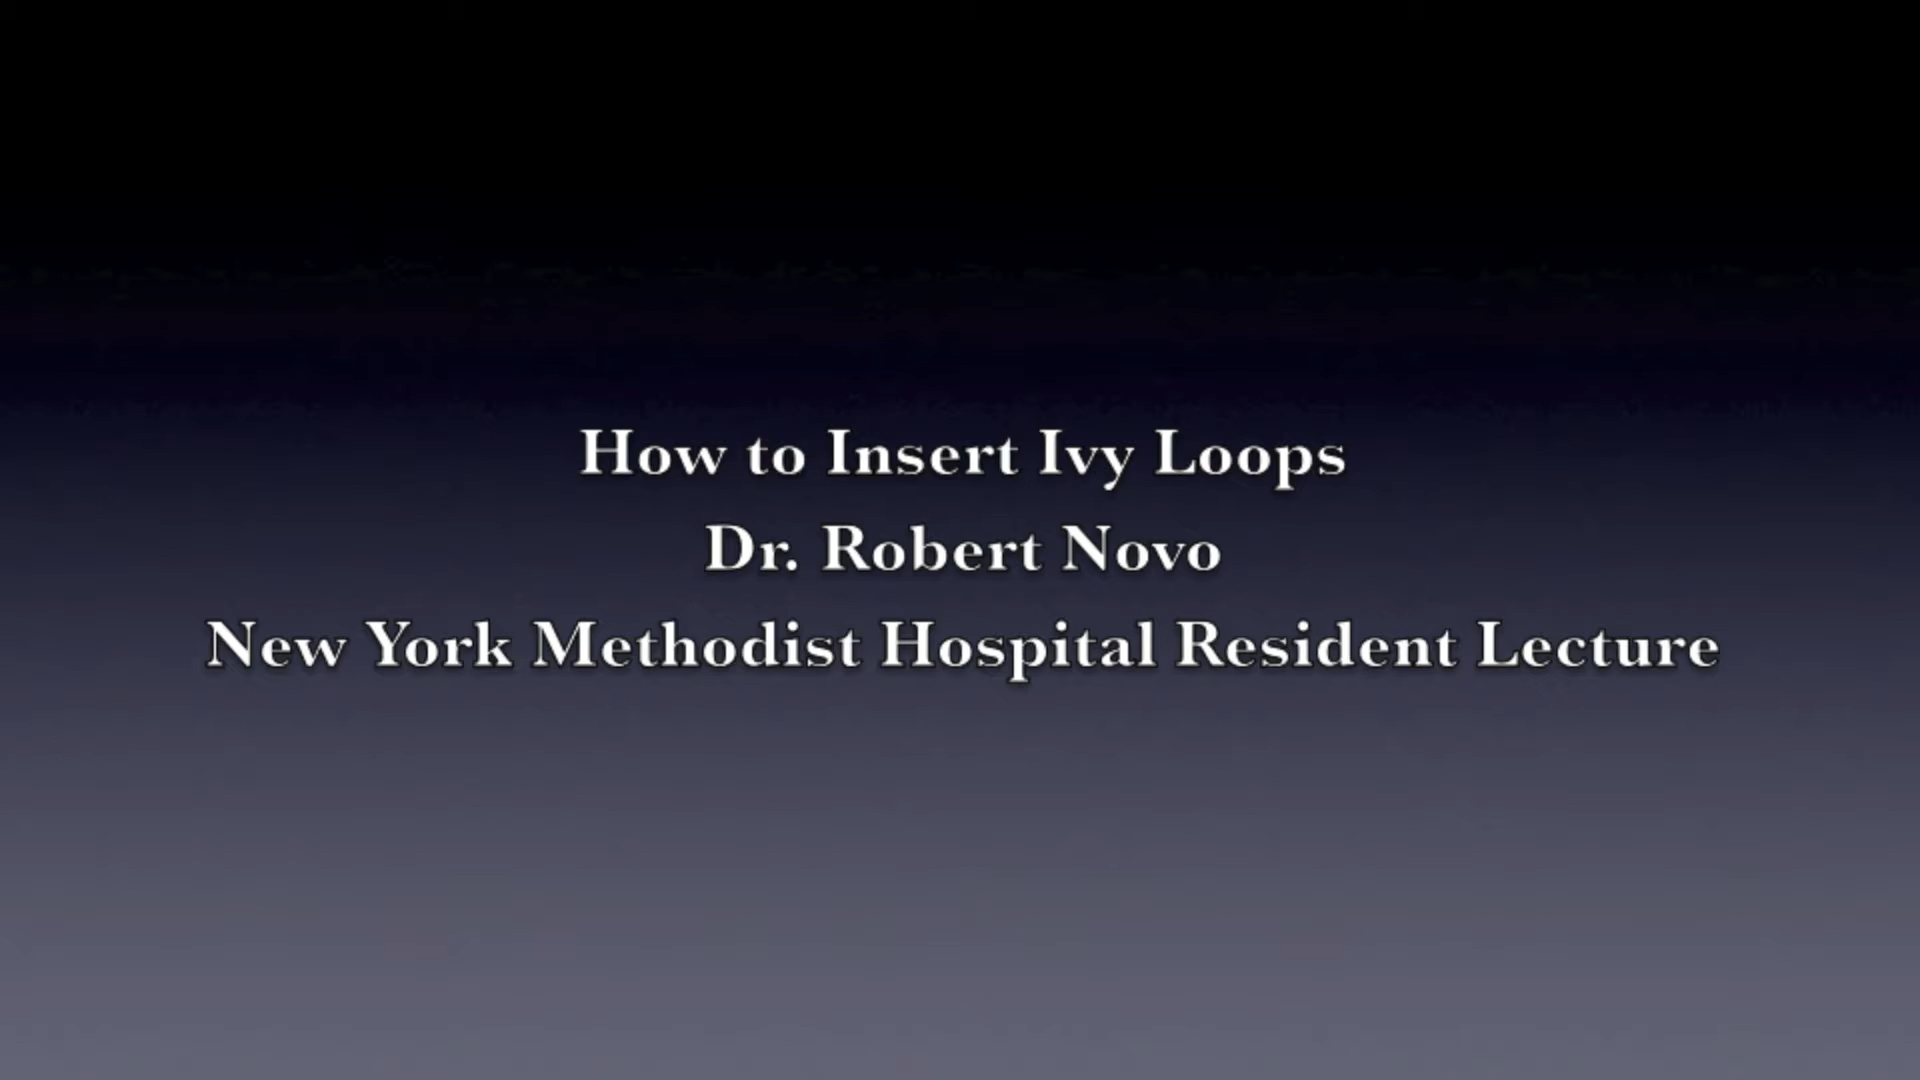 How to Insert Ivy Loops
Dr. Robert Novo
New York Methodist Hospital Resident Lecture